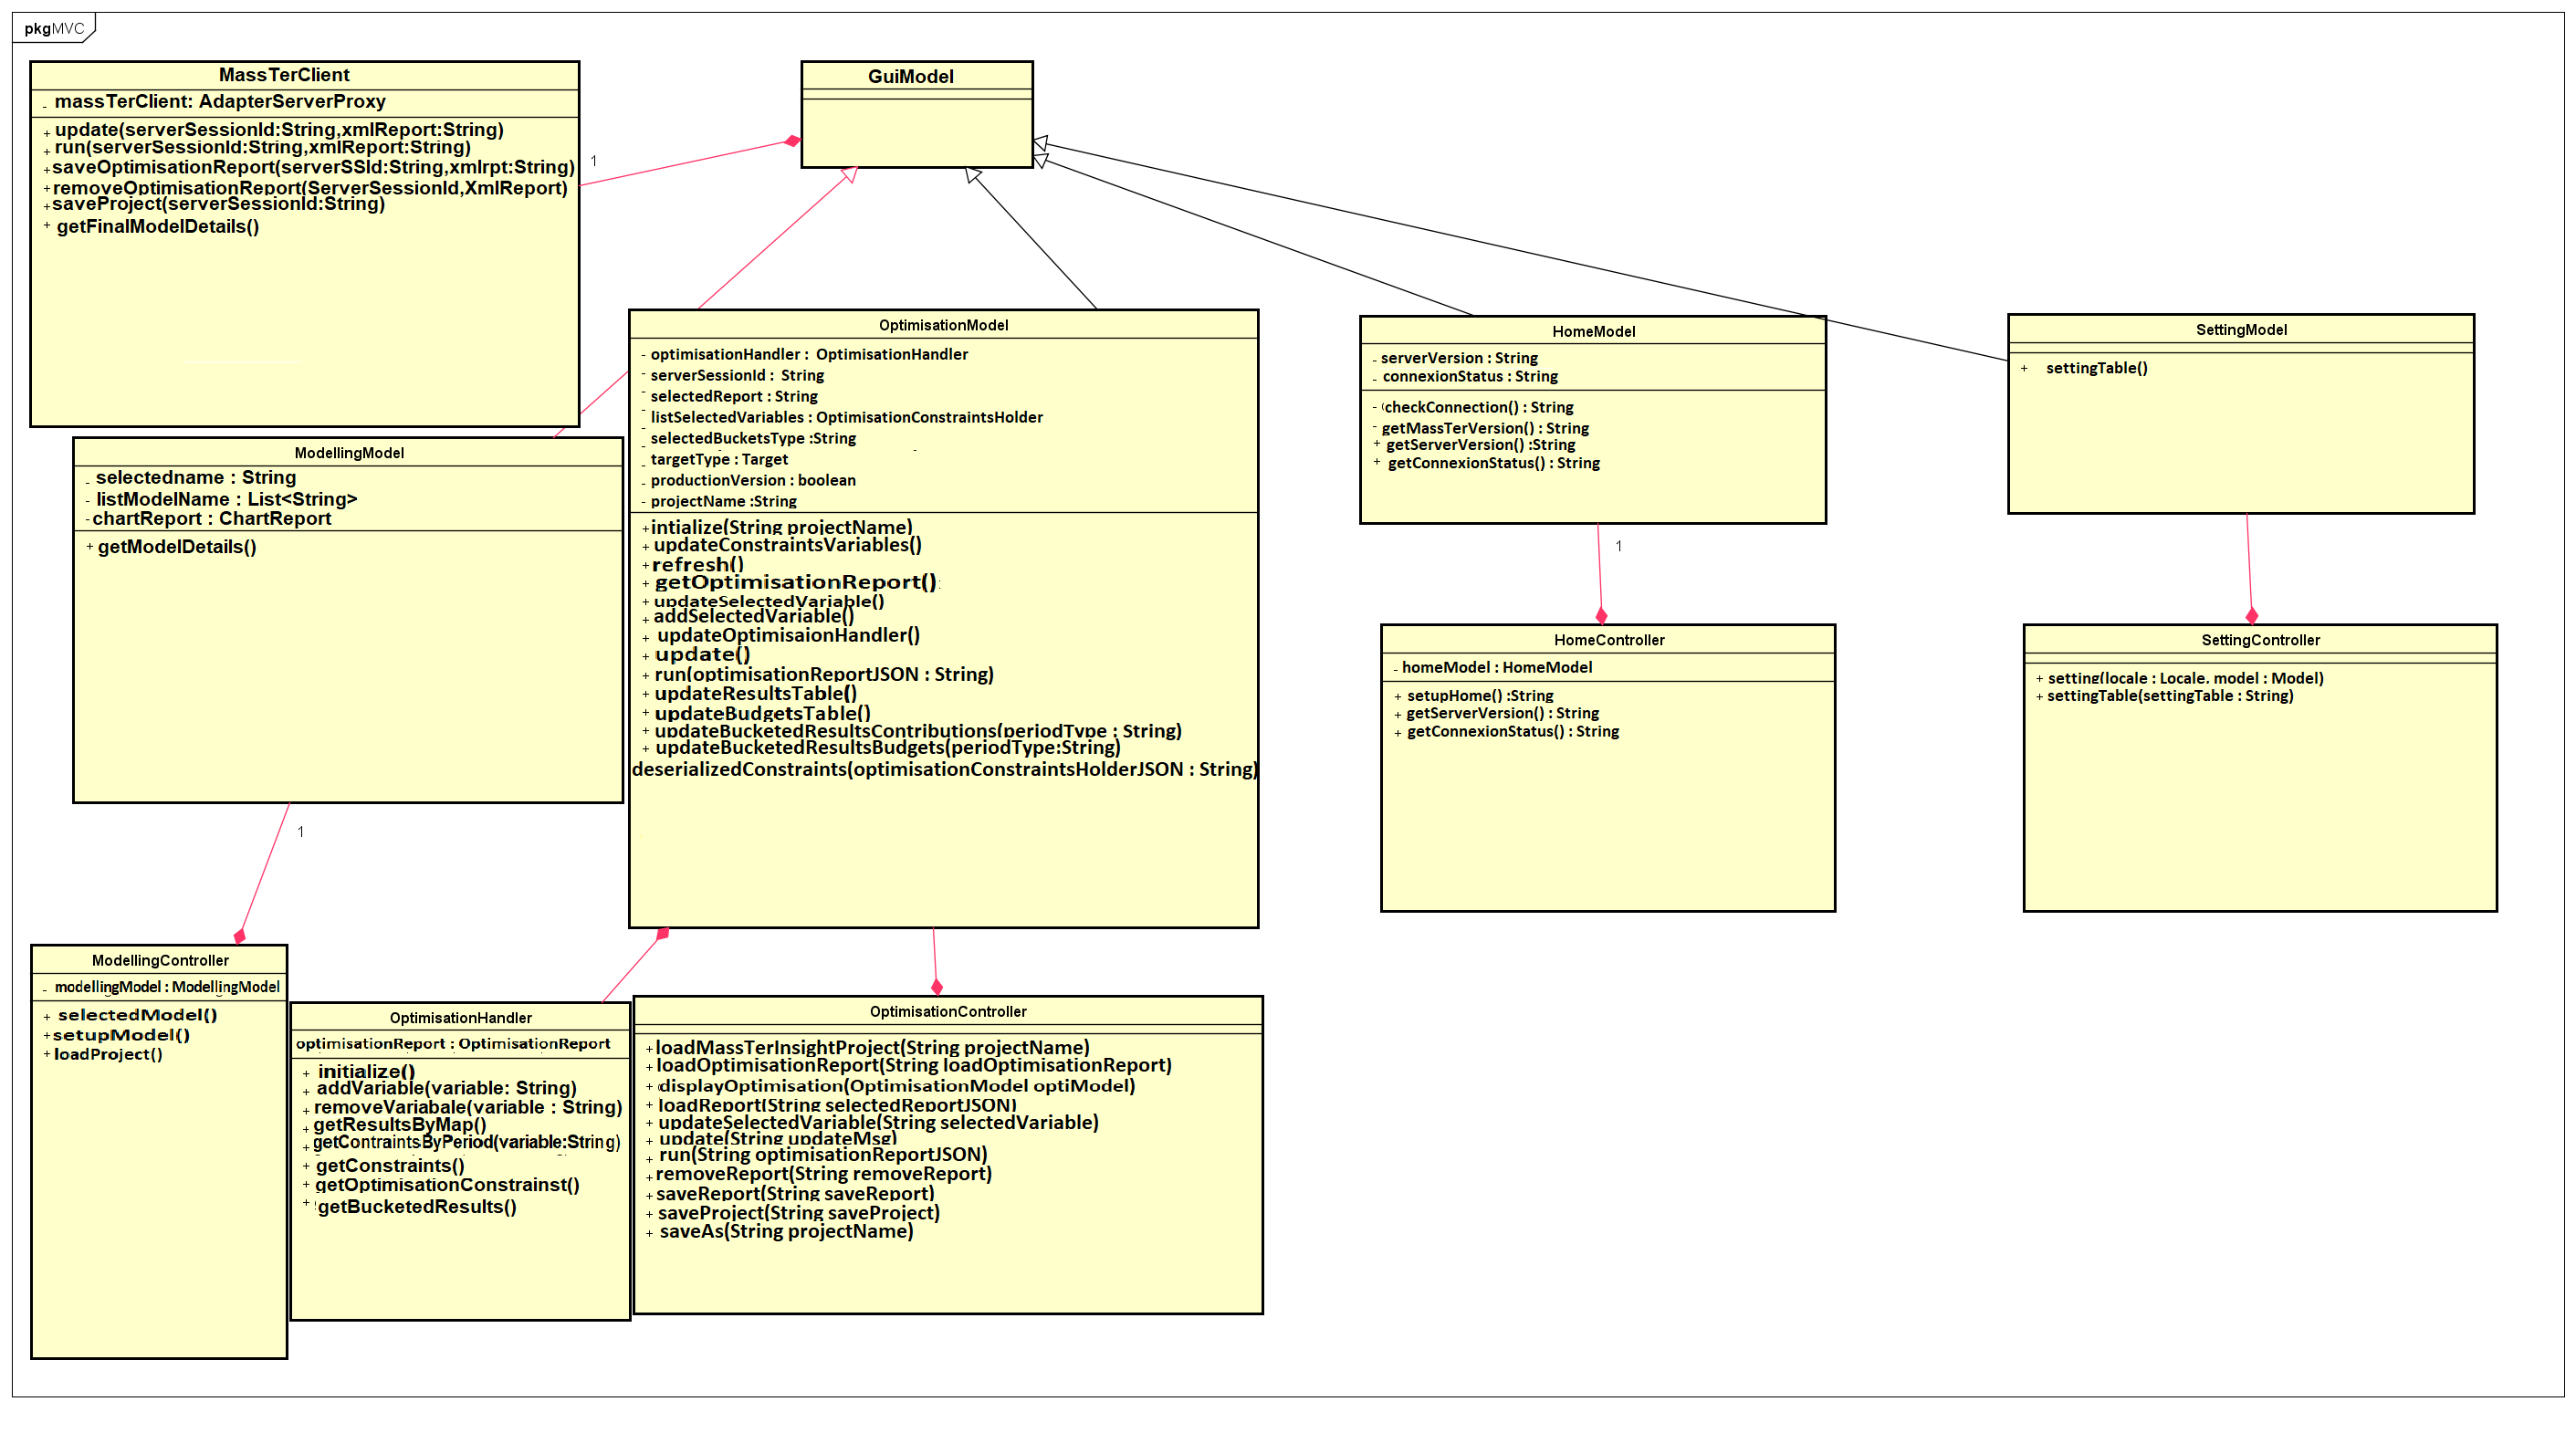 pkgMVC
MassTerClient
- massTerClient: AdapterServerProxy
+ update(serverSessionId:String,xmlReport:String)
+ run(serverSessionId:String,xmlReport:String)
+ saveOptimisationReport(serverSSId:String,xmlrpt:String)
+ removeOptimisationReport(ServerSessionId,XmlReport)
+ saveProject(serverSessionId:String)
+ getFinalModelDetails()
1
GuiModel
ModellingModel
- selectedname : String
- listModelName : List<String>
- chartReport : ChartReport
+ getModelDetails()
1
OptimisationModel
- optimisationHandler : OptimisationHandler
- serverSessionId : String
- selectedReport : String
- listSelectedVariables : OptimisationConstraintsHolder
- selectedBucketsType :String
- targetType : Target
- productionVersion : boolean
- projectName :String
+ intialize(String projectName)
+ updateConstraintsVariables()
+ refresh()
+ getOptimisationReport():
+ updateSelectedVariable()
+ addSelectedVariable()
+ updateOptimisaionHandler()
+ update()
+ run(optimisationReportJSON : String)
+ updateResultsTable()
+ updateBudgetsTable()
+ updateBucketedResultsContributions(periodType : String)
+ updateBucketedResultsBudgets(periodType:String)
deserializedConstraints(optimisationConstraintsHolderJSON : String)
HomeModel
- serverVersion : String
- connexionStatus : String
- checkConnection() : String
- getMassTerVersion() : String
+ getServerVersion() :String
+ getConnexionStatus() : String
1
SettingModel
+ settingTable()
HomeController
- homeModel : HomeModel
+ setupHome() :String
+ getServerVersion() : String
+ getConnexionStatus() : String
SettingController
+ setting(locale : Locale, model : Model)
+ settingTable(settingTable : String)
ModellingController
- modellingModel : ModellingModel
+ selectedModel()
+ setupModel()
+ loadProject()
OptimisationHandler
optimisationReport : OptimisationReport
+ initialize()
+ addVariable(variable: String)
+ removeVariabale(variable : String)
+ getResultsByMap()
+ getContraintsByPeriod(variable:String)
+ getConstraints()
+ getOptimisationConstrainst()
+ getBucketedResults()
OptimisationController
+ loadMassTerInsightProject(String projectName)
+ loadOptimisationReport(String loadOptimisationReport)
+ displayOptimisation(OptimisationModel optiModel)
+ loadReport(String selectedReportJSON)
+ updateSelectedVariable(String selectedVariable)
+ update(String updateMsg)
+ run(String optimisationReportJSON)
+ removeReport(String removeReport)
+ saveReport(String saveReport)
+ saveProject(String saveProject)
+ saveAs(String projectName)